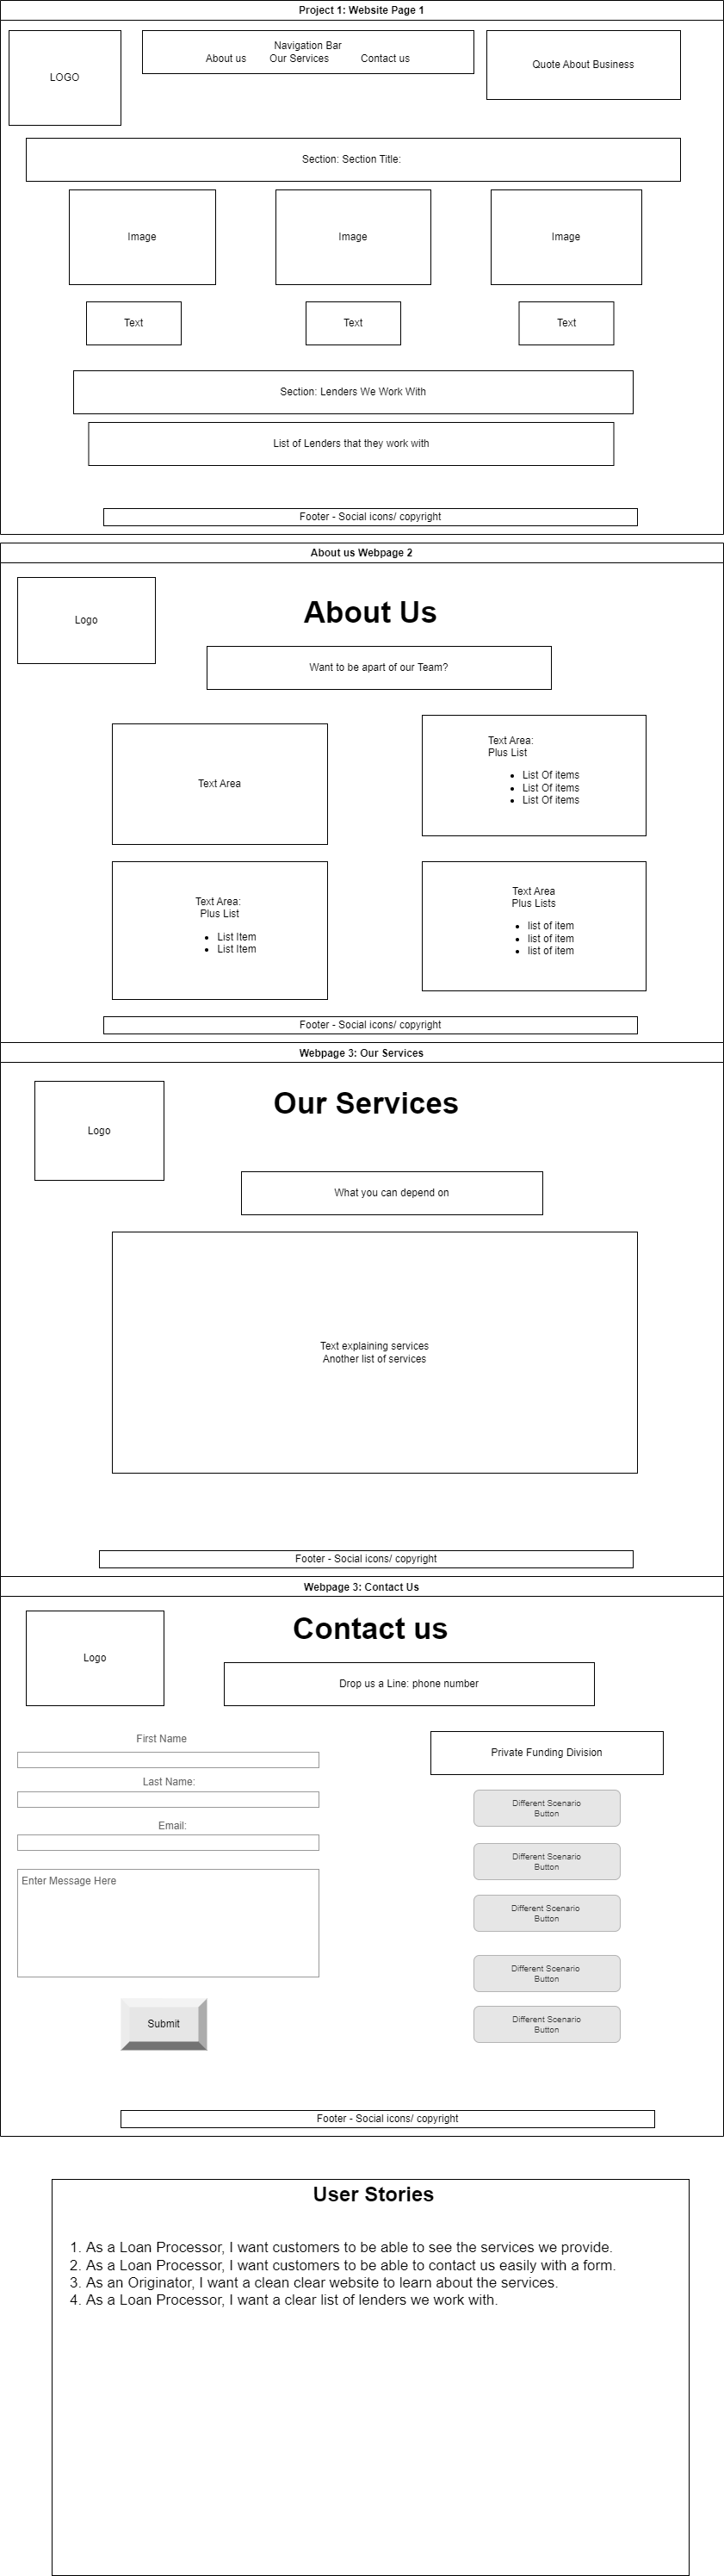 Project 1: Website Page 1
LOGO
Navigation Bar
About us Our Services Contact us
Quote About Business
Section: Section Title:
Image
Image
Image
Text
Text
Text
Section: Lenders We Work With
List of Lenders that they work with
Footer - Social icons/ copyright
About us Webpage 2
Logo
About Us
Want to be apart of our Team?
Text Area
Text Area:
Plus List
• List Of items
• List Of items
• List Of items
Text Area:
Plus List
• List Item
• List Item
Text Area
Plus Lists
• list of item
• list of item
• list of item
Footer - Social icons/ copyright
Webpage 3: Our Services
Logo
Our Services
What you can depend on
Text explaining services
Another list of services
Footer - Social icons/ copyright
Webpage 3: Contact Us
Logo
Contact us
Drop us a Line: phone number
First Name
Last Name:
Email:
Enter Message Here
Submit
Private Funding Division
Different Scenario
Button
Different Scenario
Button
Different Scenario
Button
Different Scenario
Button
Different Scenario
Button
Footer - Social icons/ copyright
User Stories
1. As a Loan Processor, I want customers to be able to see the services we provide.
2. As a Loan Processor, I want customers to be able to contact us easily with a form.
3. As an Originator, I want a clean clear website to learn about the services.
4. As a Loan Processor, I want a clear list of lenders we work with.